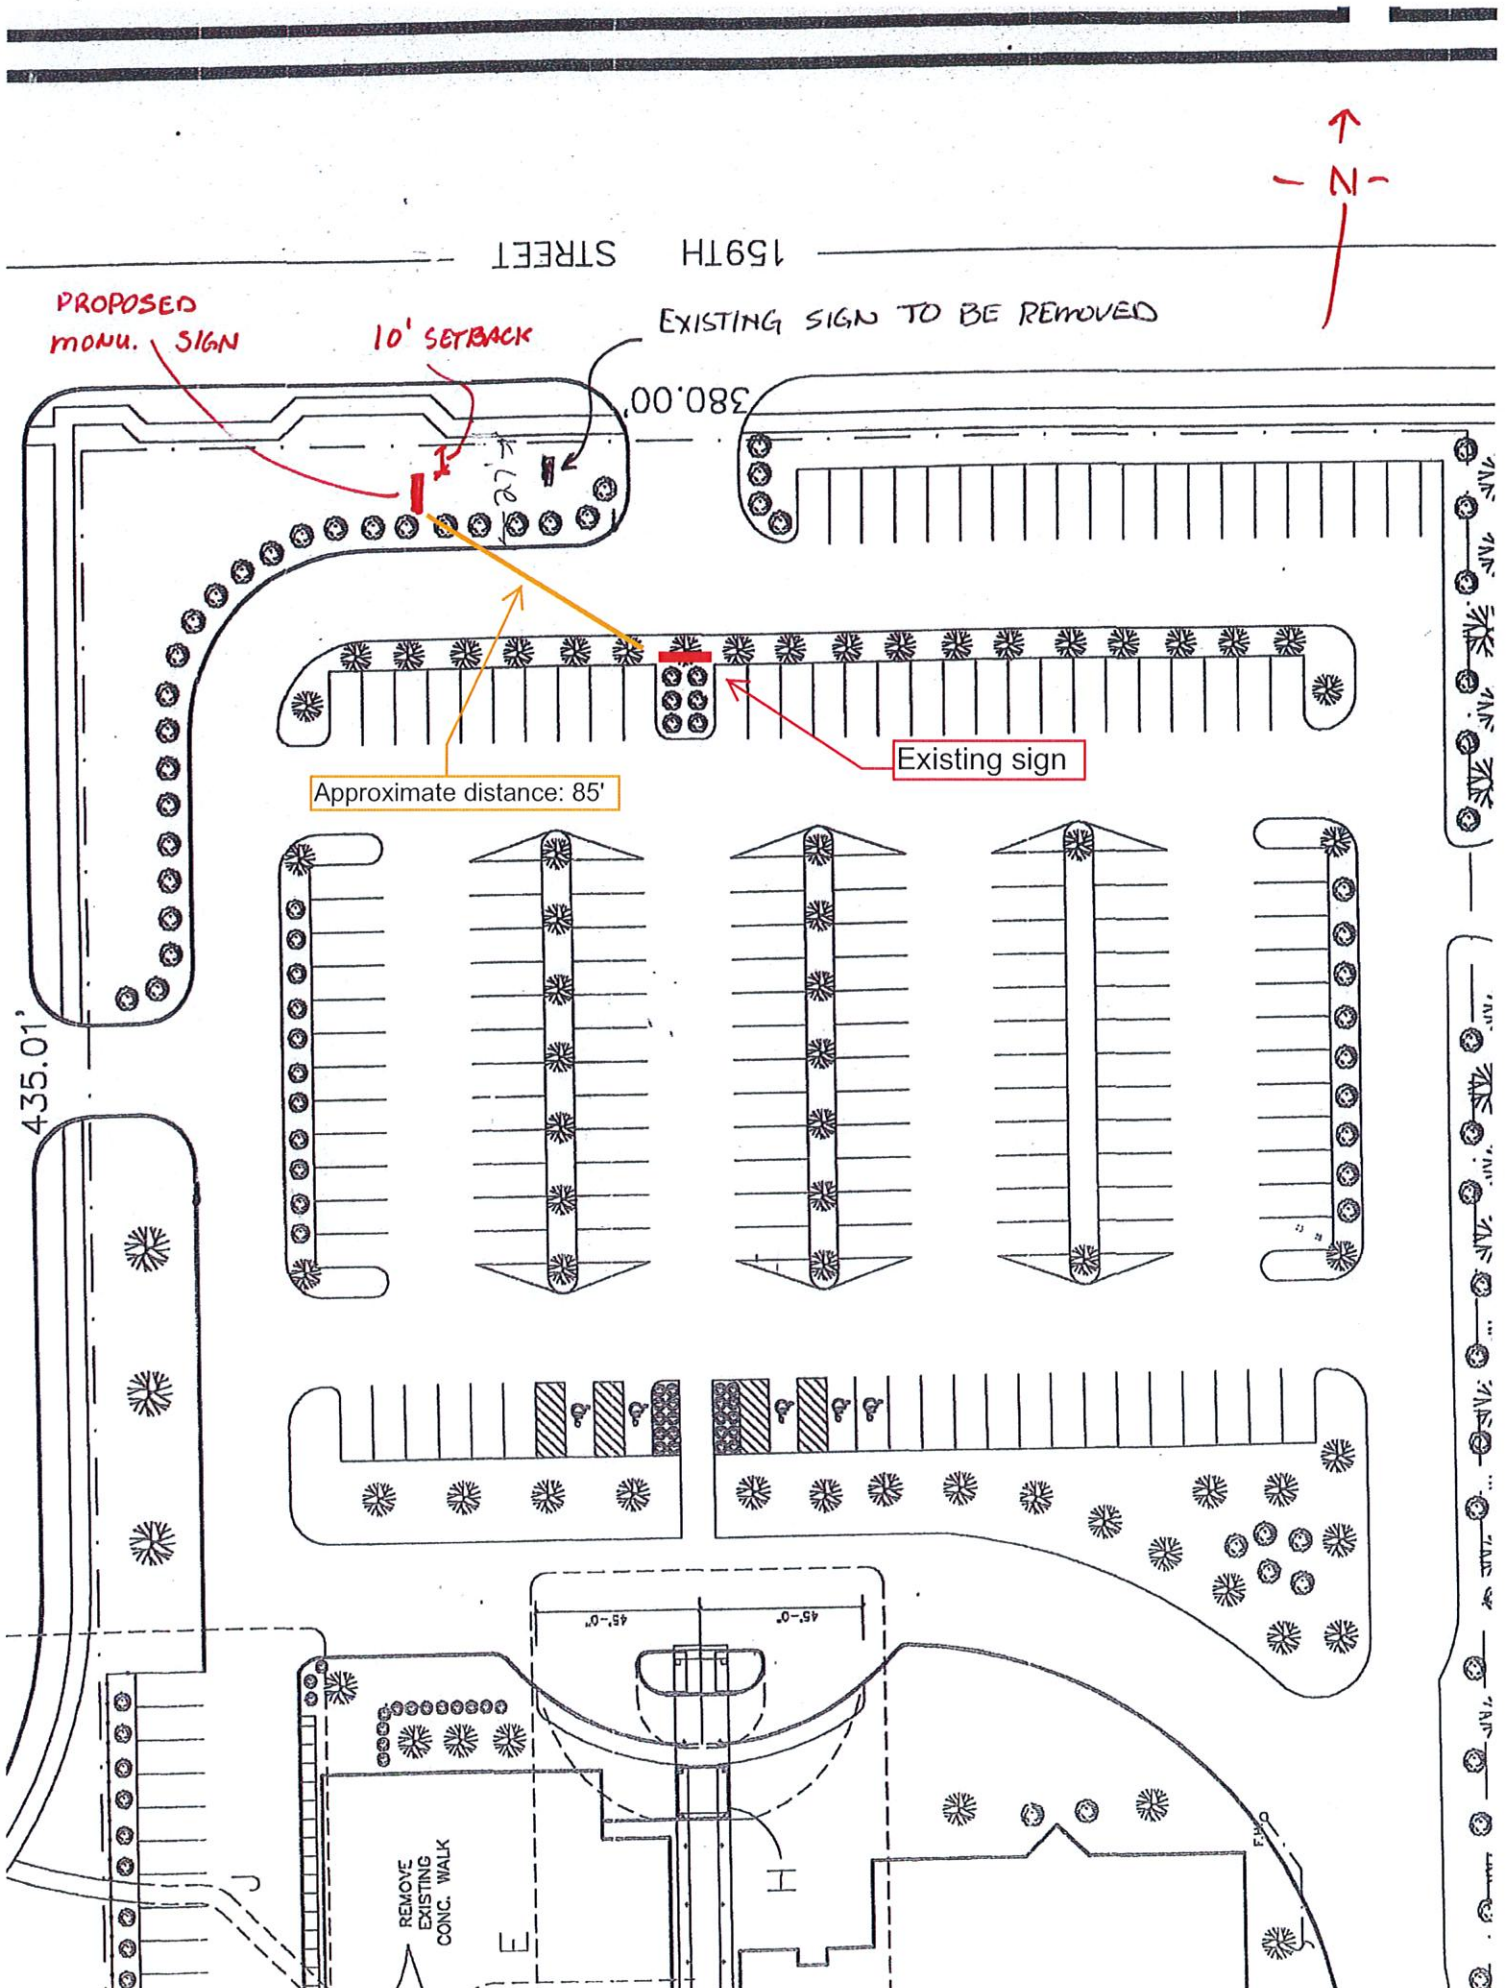 - N -
159TH STREET
PROPOSED
MONU. SIGN
10' SETBACK
EXISTING SIGN TO BE REMOVED
380.00'
27'
Existing sign
Approximate distance: 85'
435.01'
45'-0"
45'-0"
REMOVE
EXISTING
CONC. WALK
J
E
H
F.H.